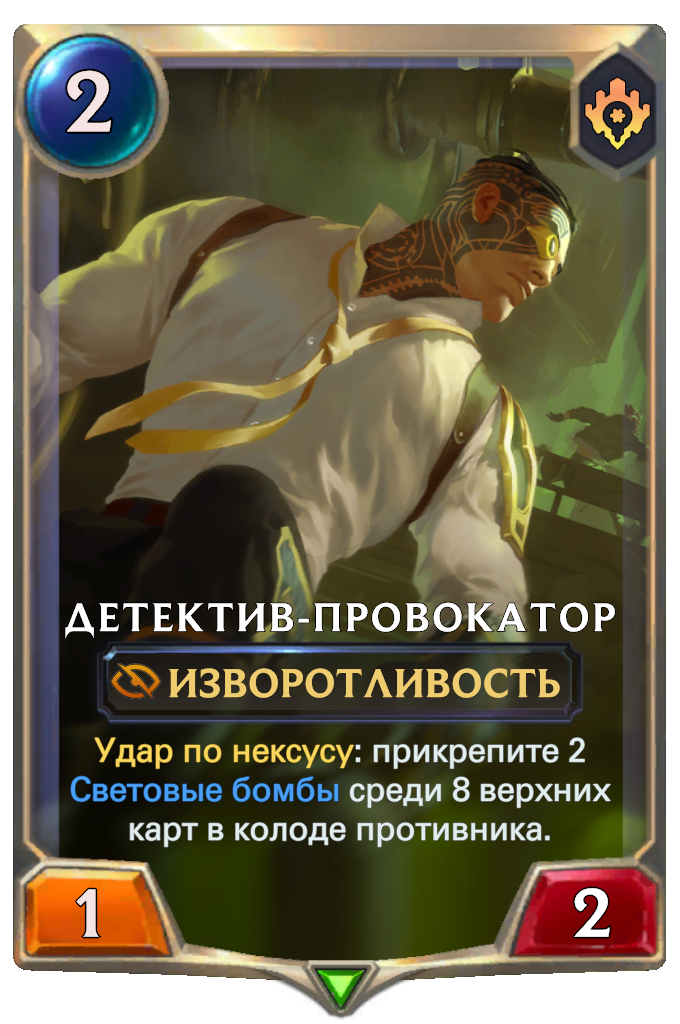 2
ДЕТЕКТИВ-ПРОВОКАТОР
ИЗВОРОТЛИВОСТЬ
Удар по нексусу: прикрепите 2
Световые бомбы среди 8 верхних
карт в колоде противника.
1
2